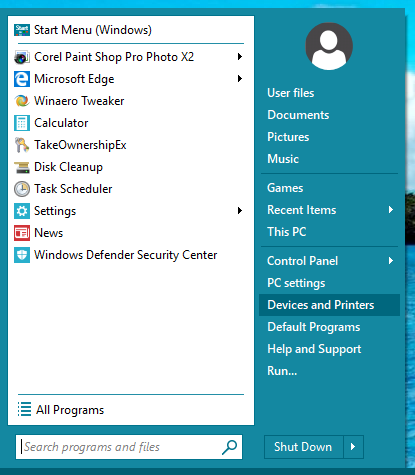 Start Menu (Windows)
Corel Paint Shop Pro Photo X2
Microsoft Edge
Winaero Tweaker
Calculator
TakeOwnershipEx
Disk Cleanup
Task Scheduler
Settings
News
Windows Defender Security Center
All Programs
Search programs and files
User files
Documents
Pictures
Music
Games
Recent Items
This PC
Control Panel
PC settings
Devices and Printers
Default Programs
Help and Support
Run...
Shut Down